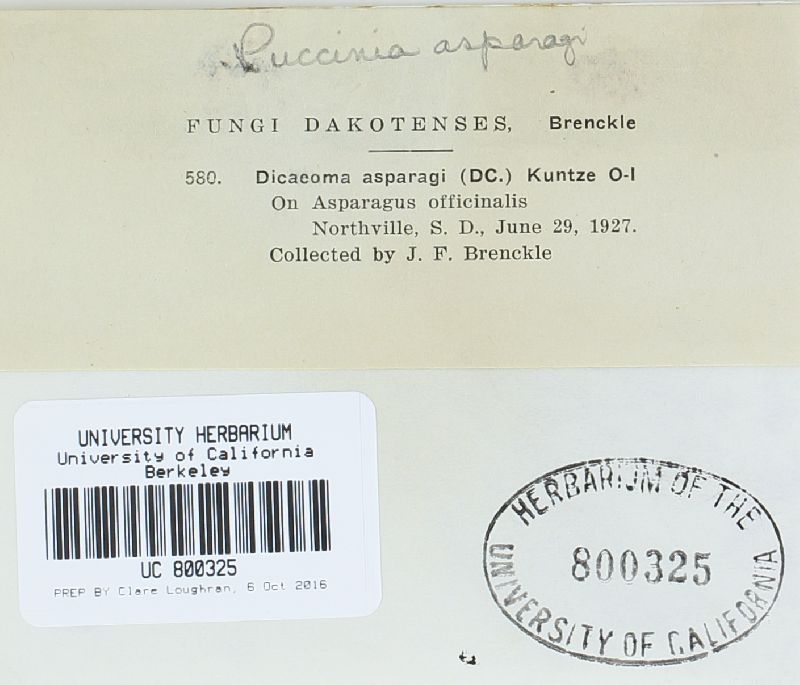 Puccinia asparagi
FUNGI DAKOTENSES, Brenckle
580. Dicaeoma asparagi (DC.) Kuntze O-I
On Asparagus officinalis
Northville, S. D., June 29, 1927.
Collected by J. F. Brenckle
UNIVERSITY HERBARIUM
University of California
Berkeley
UC 800325
PREP BY Clare Loughran, 6 Oct 2016
HERBARIUM OF THE
800325
UNIVERSITY OF CALIFORNIA